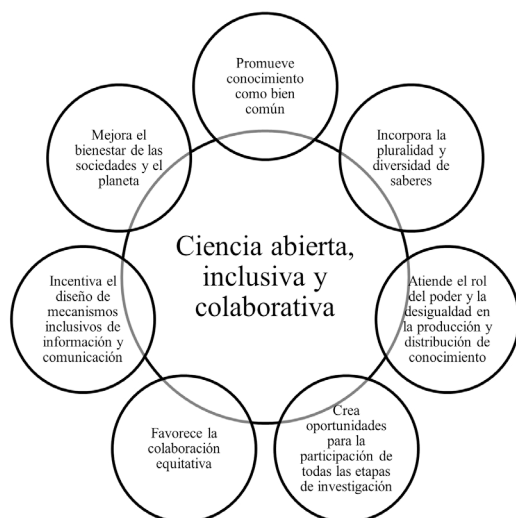 Promueve
conocimiento
como bien
común
Incorpora la
pluralidad y
diversidad de
saberes
Atiende el rol
del poder y la
desigualdad en
la producción y
distribución de
conocimiento
Crea
oportunidades
para la
participación de
todas las etapas
de investigación
Favorece la
colaboración
equitativa
Incentiva el
diseño de
mecanismos
inclusivos de
información y
comunicación
Mejora el
bienestar de las
sociedades y el
planeta
Ciencia abierta,
inclusiva y
colaborativa